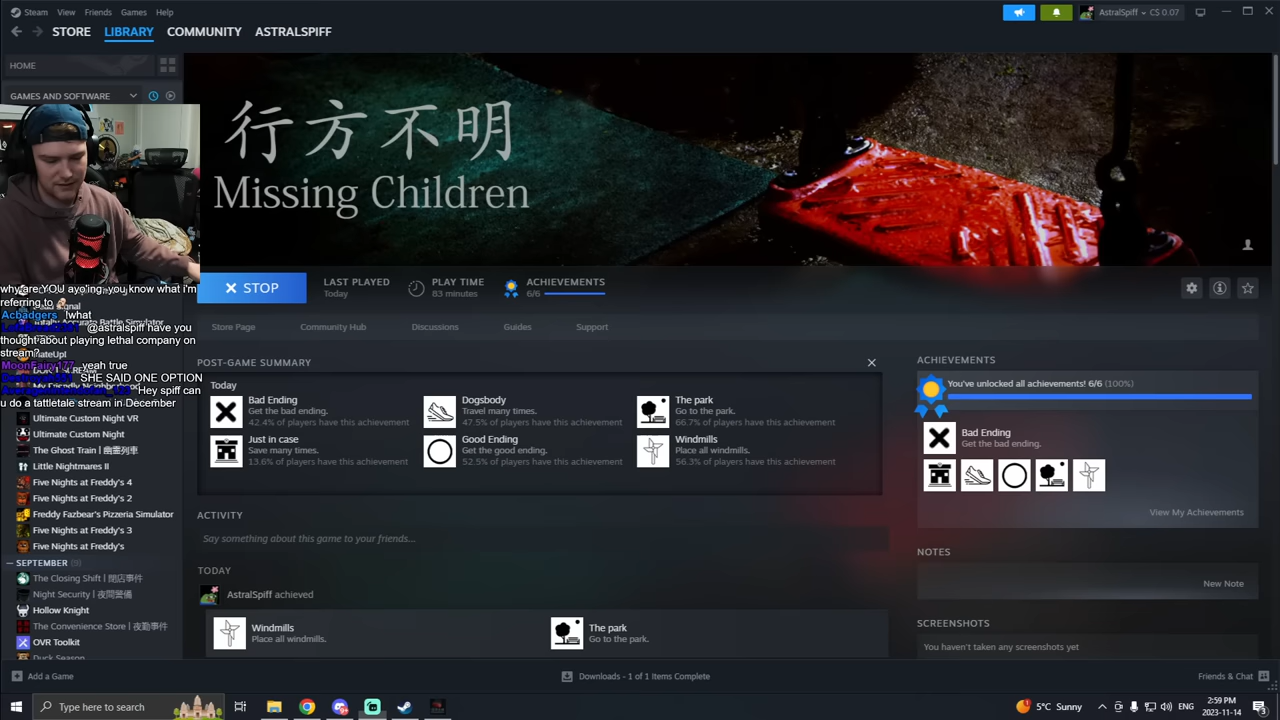 Steam View Friends Games Help
AstralSpiff C$ 0.07
STORE LIBRARY COMMUNITY ASTRALSPIFF
HOME
GAMES AND SOFTWARE
行方不明
Missing Children
STOP
LAST PLAYED
Today
PLAY TIME
83 minutes
ACHIEVEMENTS
6/6
why are YOU aye'ing, you know what im
referring to
Acbadgers !what
@astralspiff have you
thought about playing lethal company on
stream?
MoonFairy177 yeah true
SHE SAID ONE OPTION
Hey spiff can
u do a tattletale stream in December
Ultimate Custom Night VR
Ultimate Custom Night
The Ghost Train | 幽霊列車
Little Nightmares II
Five Nights at Freddy's 4
Five Nights at Freddy's 2
Freddy Fazbear's Pizzeria Simulator
Five Nights at Freddy's 3
Five Nights at Freddy's
— SEPTEMBER (9)
The Closing Shift | 閉店事件
Night Security | 夜間警備
Hollow Knight
The Convenience Store | 夜勤事件
OVR Toolkit
Duck Season
Store Page Community Hub Discussions Guides Support
POST-GAME SUMMARY
Today
Bad Ending
Get the bad ending.
42.4% of players have this achievement
Dogsbody
Travel many times.
47.5% of players have this achievement
The park
Go to the park.
66.7% of players have this achievement
Just in case
Save many times.
13.6% of players have this achievement
Good Ending
Get the good ending.
52.5% of players have this achievement
Windmills
Place all windmills.
56.3% of players have this achievement
ACTIVITY
Say something about this game to your friends...
TODAY
AstralSpiff achieved
Windmills
Place all windmills.
The park
Go to the park.
ACHIEVEMENTS
You've unlocked all achievements! 6/6 (100%)
Bad Ending
Get the bad ending.
View My Achievements
NOTES
New Note
SCREENSHOTS
You haven't taken any screenshots yet
Add a Game
Downloads - 1 of 1 Items Complete
Friends & Chat
Type here to search
5°C Sunny
ENG
2:59 PM
2023-11-14
3